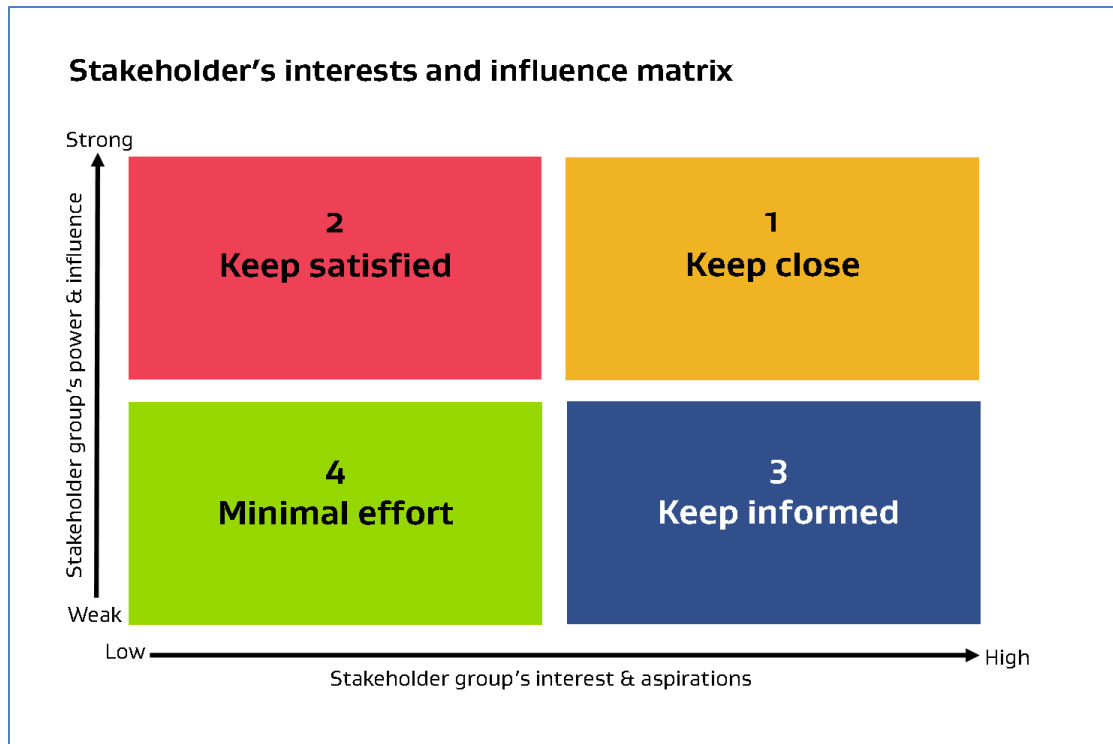 Stakeholder's interests and influence matrix
Strong
Stakeholder group's power & influence
2
Keep satisfied
1
Keep close
4
Minimal effort
3
Keep informed
Weak
Low
High
Stakeholder group's interest & aspirations